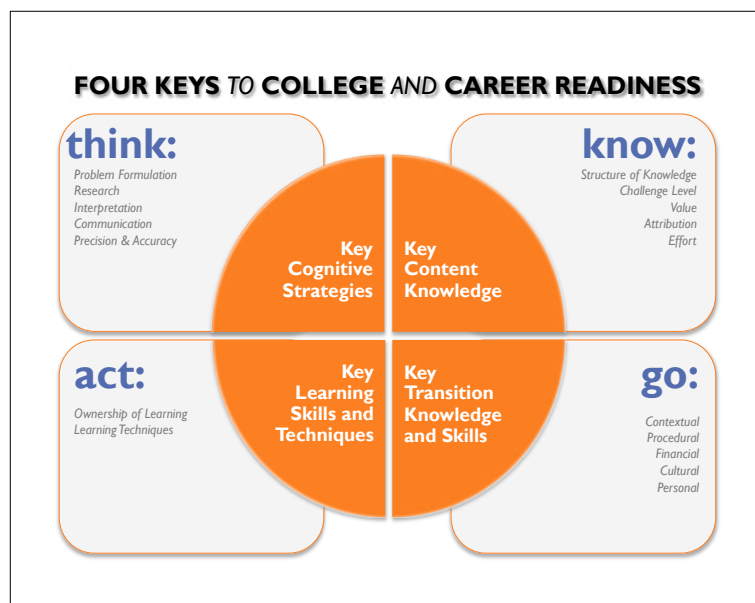 FOUR KEYS TO COLLEGE AND CAREER READINESS
think:
Problem Formulation
Research
Interpretation
Communication
Precision & Accuracy
Key
Cognitive
Strategies
know:
Structure of Knowledge
Challenge Level
Value
Attribution
Effort
Key
Content
Knowledge
act:
Ownership of Learning
Learning Techniques
Key
Learning
Skills and
Techniques
go:
Contextual
Procedural
Financial
Cultural
Personal
Key
Transition
Knowledge
and Skills